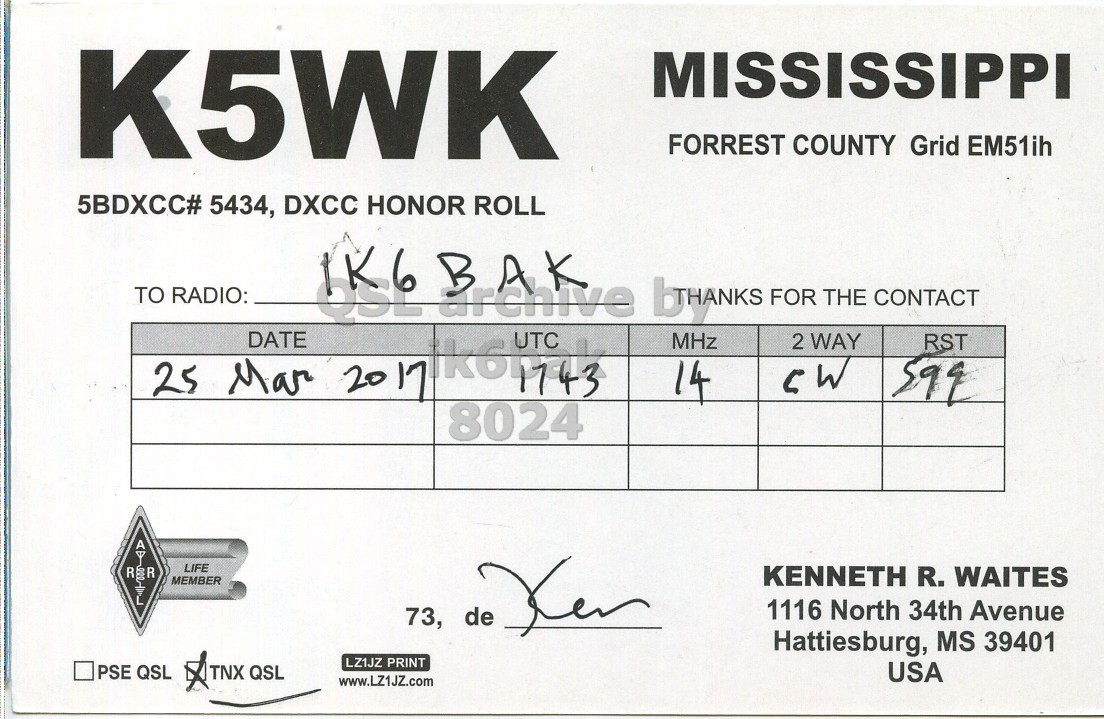 K5WK
MISSISSIPPI
FORREST COUNTY Grid EM51ih
5BDXCC# 5434, DXCC HONOR ROLL
TO RADIO: IK6BAK THANKS FOR THE CONTACT
QSL archive by
ik6bak
8024
DATE UTC MHz 2 WAY RST
25 Mar 2017 1743 14 CW 599
ARRL
LIFE
MEMBER
73, de Ken
KENNETH R. WAITES
1116 North 34th Avenue
Hattiesburg, MS 39401
USA
PSE QSL TNX QSL
LZ1JZ PRINT
www.LZ1JZ.com